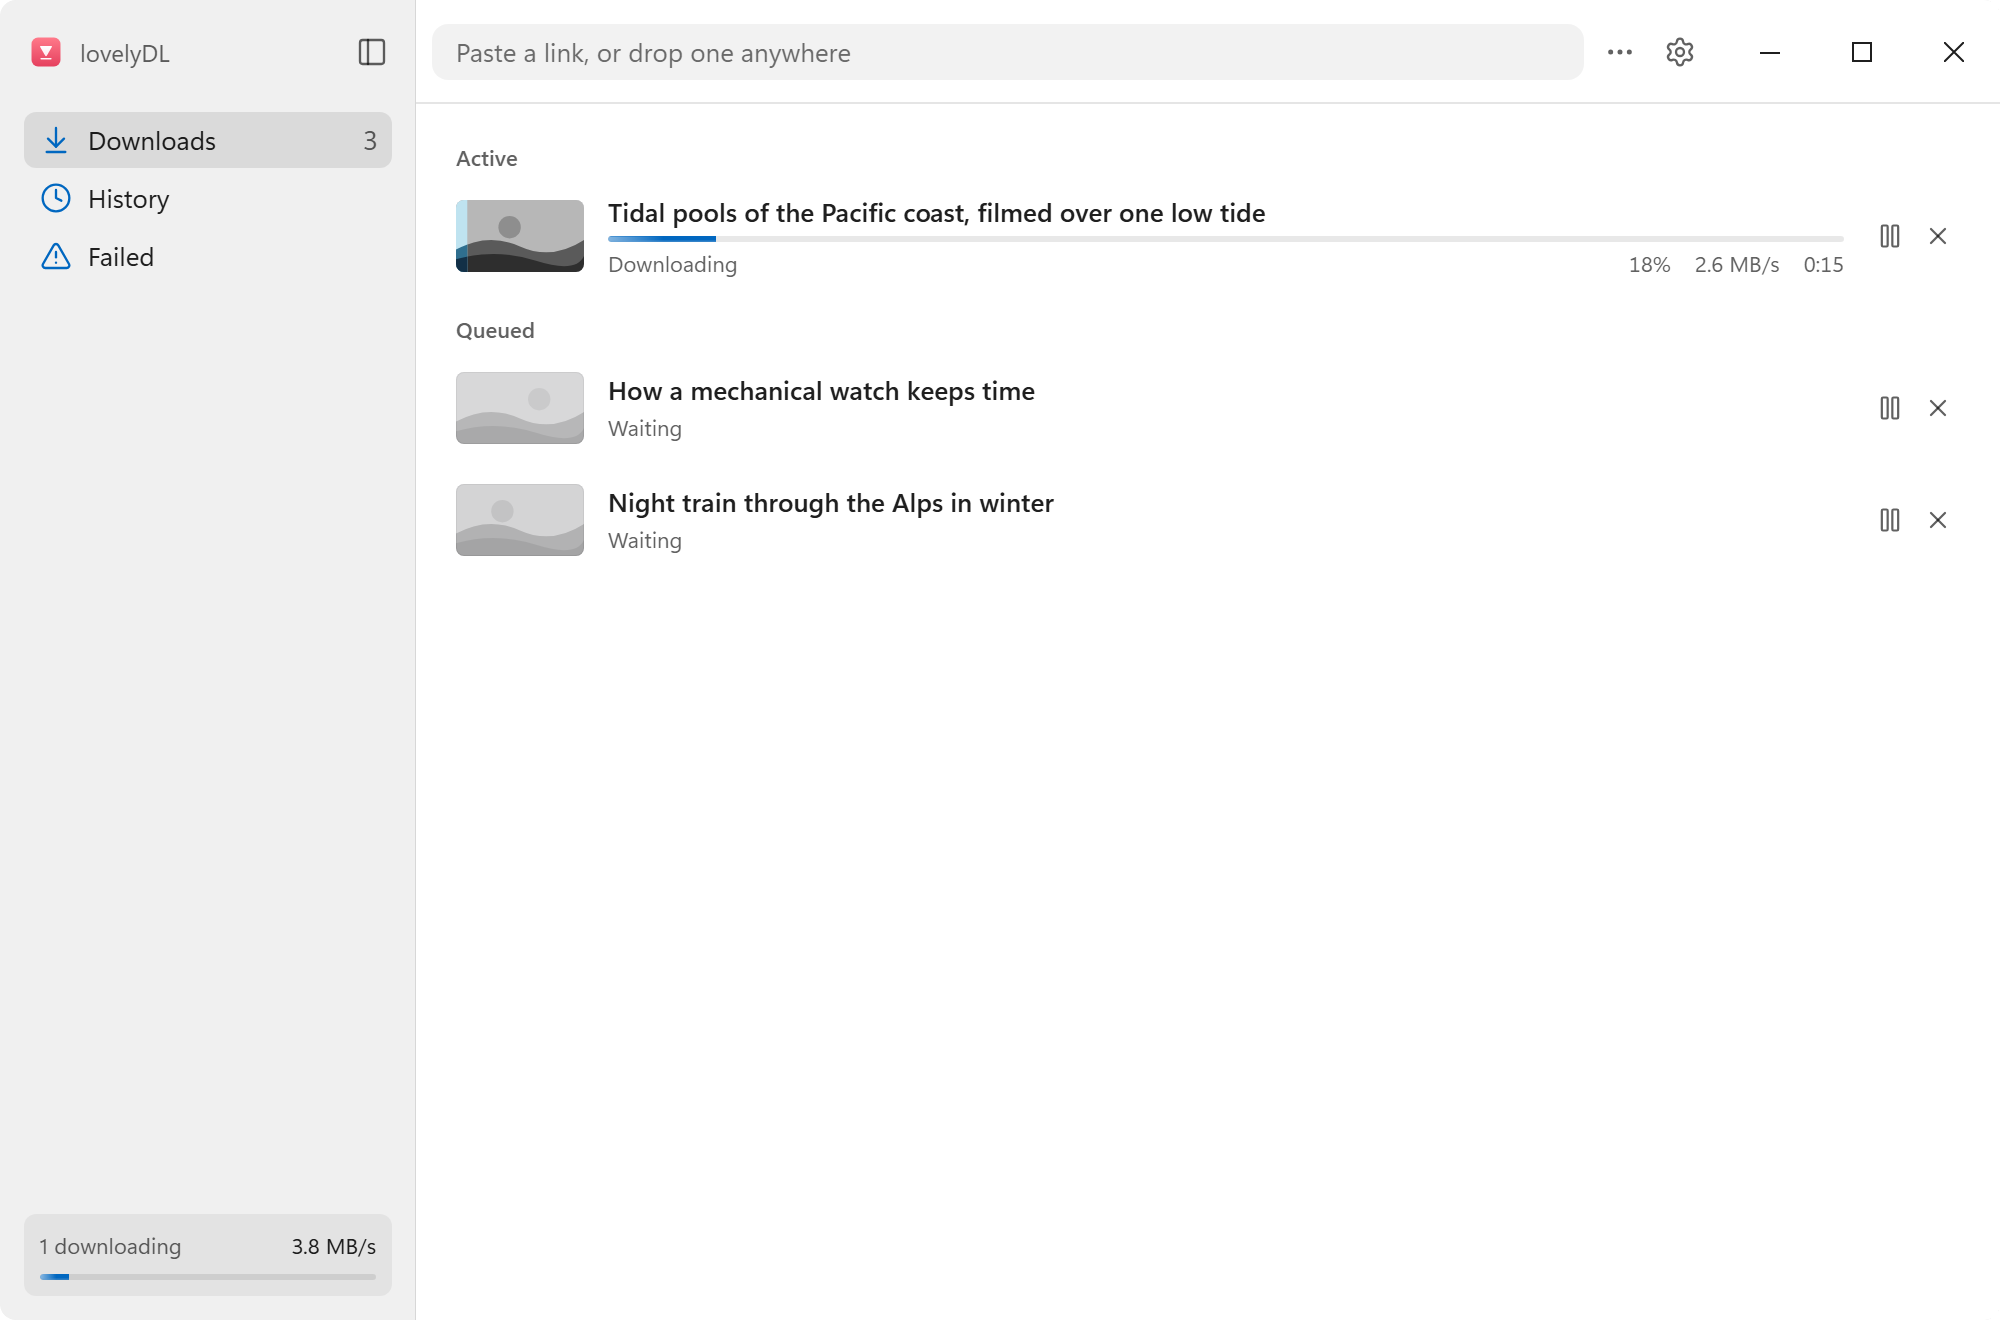 lovelyDL
Paste a link, or drop one anywhere
Downloads 3
History
Failed
Active
Tidal pools of the Pacific coast, filmed over one low tide
Downloading 18% 2.6 MB/s 0:15
Queued
How a mechanical watch keeps time
Waiting
Night train through the Alps in winter
Waiting
1 downloading 3.8 MB/s